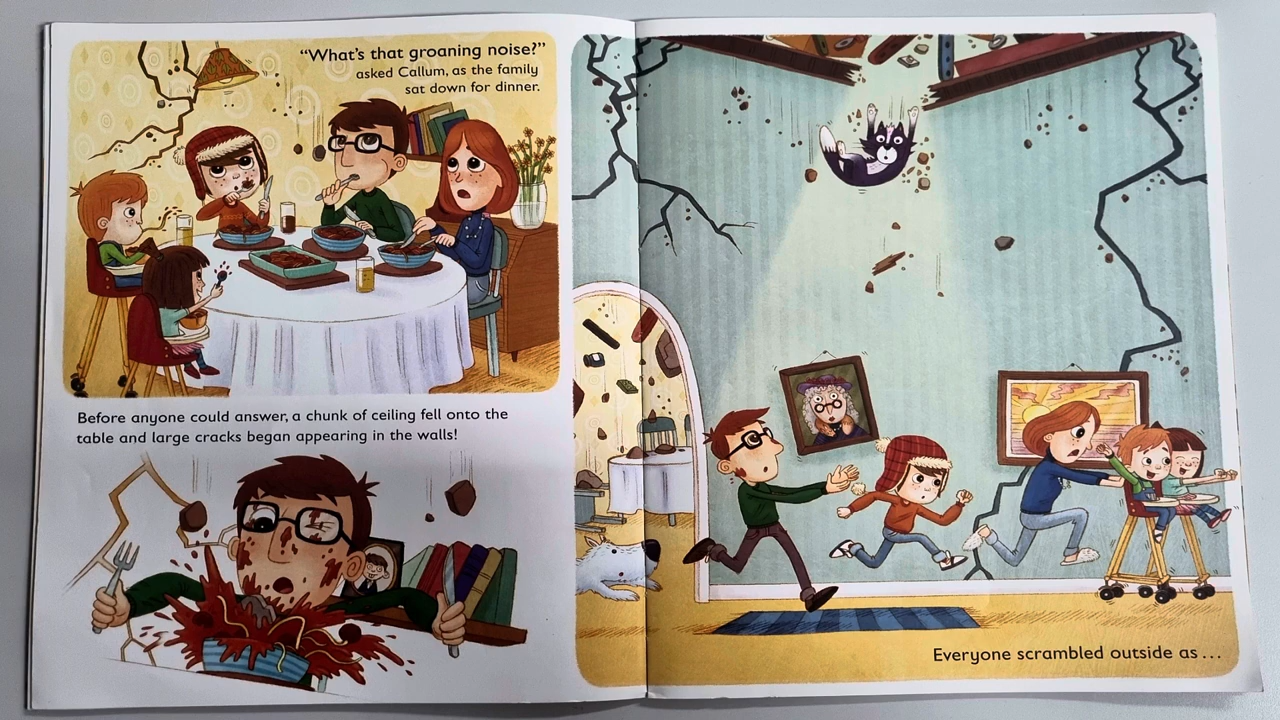 “What’s that groaning noise?”
asked Callum, as the family
sat down for dinner.
Before anyone could answer, a chunk of ceiling fell onto the
table and large cracks began appearing in the walls!
Everyone scrambled outside as...